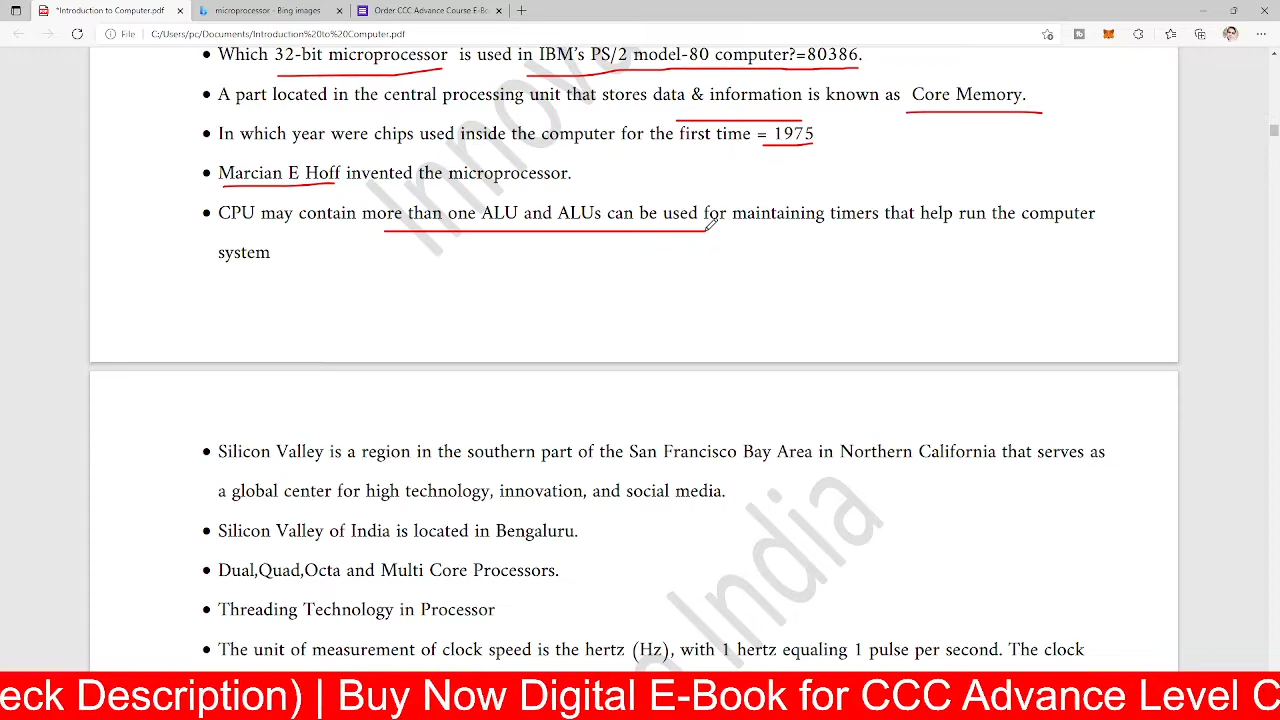 *Introduction to Computer.pdf
microprocessor - Bing images
Order CCC Advance Course E-Bo
File
C:/Users/pc/Documents/Introduction%20to%20Computer.pdf
• Which 32-bit microprocessor is used in IBM's PS/2 model-80 computer?=80386.
• A part located in the central processing unit that stores data & information is known as Core Memory.
• In which year were chips used inside the computer for the first time = 1975
• Marcian E Hoff invented the microprocessor.
• CPU may contain more than one ALU and ALUs can be used for maintaining timers that help run the computer
system
• Silicon Valley is a region in the southern part of the San Francisco Bay Area in Northern California that serves as
a global center for high technology, innovation, and social media.
• Silicon Valley of India is located in Bengaluru.
• Dual,Quad,Octa and Multi Core Processors.
• Threading Technology in Processor
• The unit of measurement of clock speed is the hertz (Hz), with 1 hertz equaling 1 pulse per second. The clock
India
eck Description) | Buy Now Digital E-Book for CCC Advance Level C